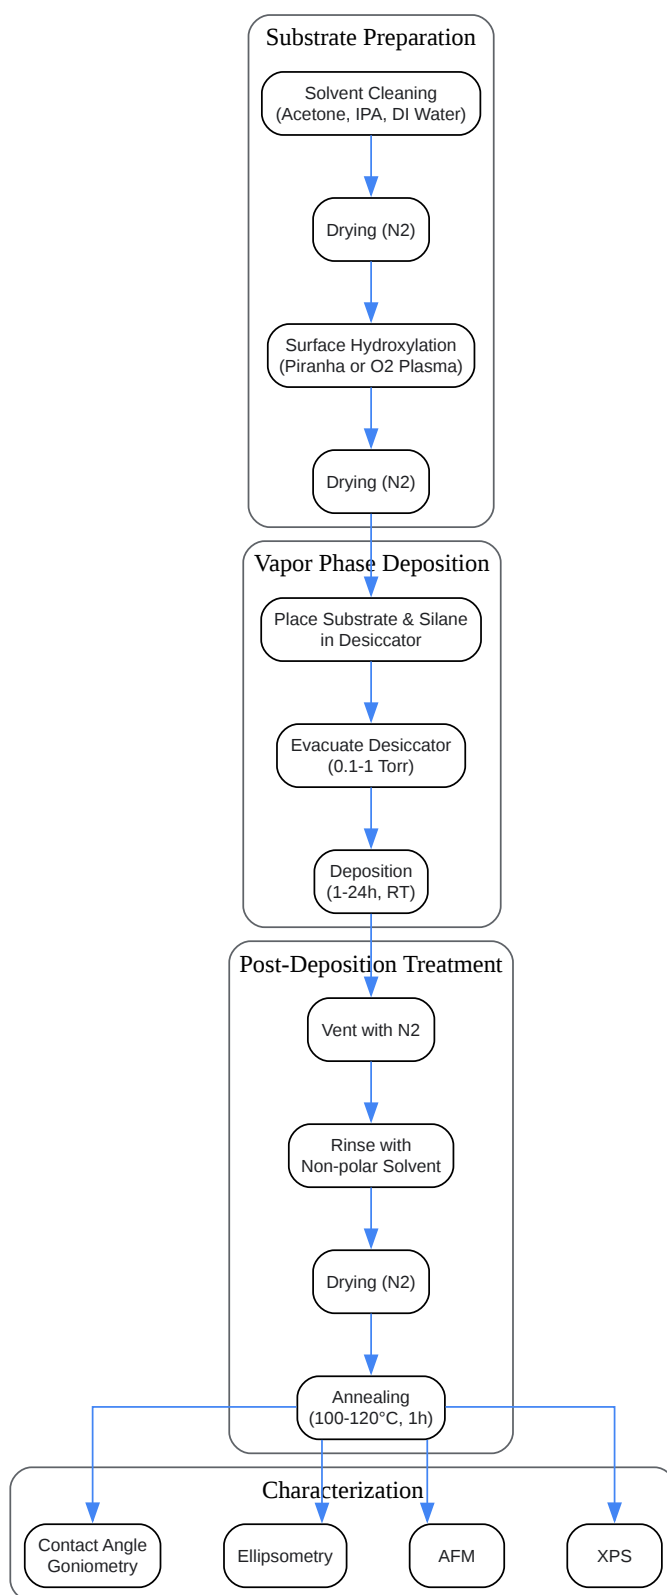 Substrate Preparation
Solvent Cleaning
(Acetone, IPA, DI Water)
Drying (N2)
Surface Hydroxylation
(Piranha or O2 Plasma)
Drying (N2)
Vapor Phase Deposition
Place Substrate & Silane
in Desiccator
Evacuate Desiccator
(0.1-1 Torr)
Deposition
(1-24h, RT)
Post-Deposition Treatment
Vent with N2
Rinse with
Non-polar Solvent
Drying (N2)
Annealing
(100-120°C, 1h)
Characterization
Contact Angle
Goniometry
Ellipsometry
AFM
XPS